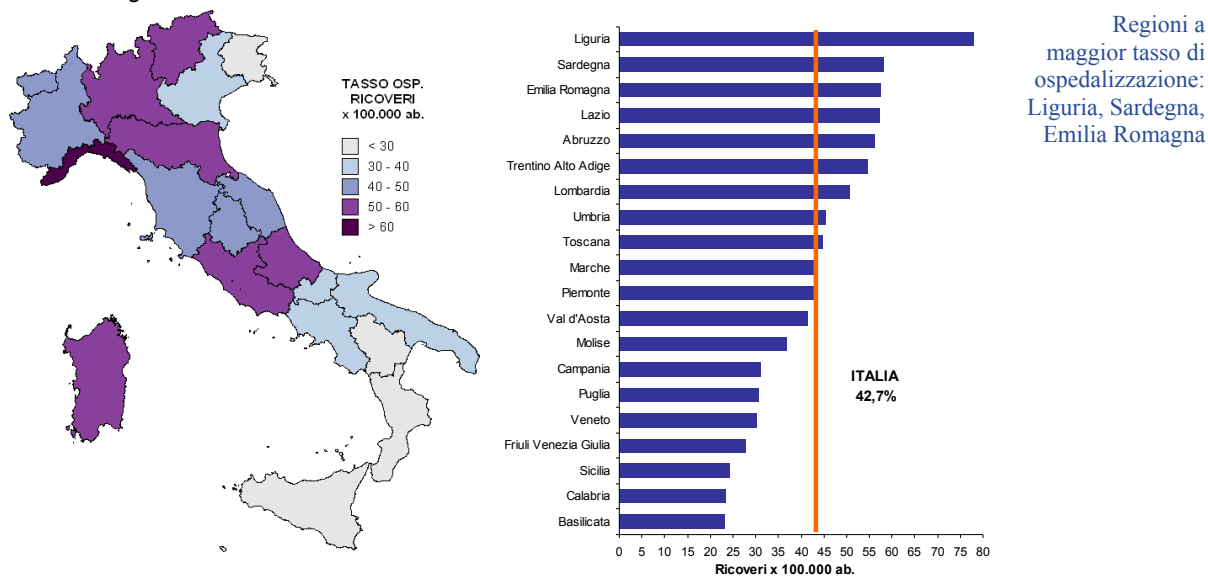 TASSO OSP.
RICOVERI
x 100.000 ab.
< 30
30 - 40
40 - 50
50 - 60
> 60
Liguria
Sardegna
Emilia Romagna
Lazio
Abruzzo
Trentino Alto Adige
Lombardia
Umbria
Toscana
Marche
Piemonte
Val d'Aosta
Molise
Campania
Puglia
Veneto
Friuli Venezia Giulia
Sicilia
Calabria
Basilicata
ITALIA
42,7%
0 5 10 15 20 25 30 35 40 45 50 55 60 65 70 75 80
Ricoveri x 100.000 ab.
Regioni a
maggior tasso di
ospedalizzazione:
Liguria, Sardegna,
Emilia Romagna